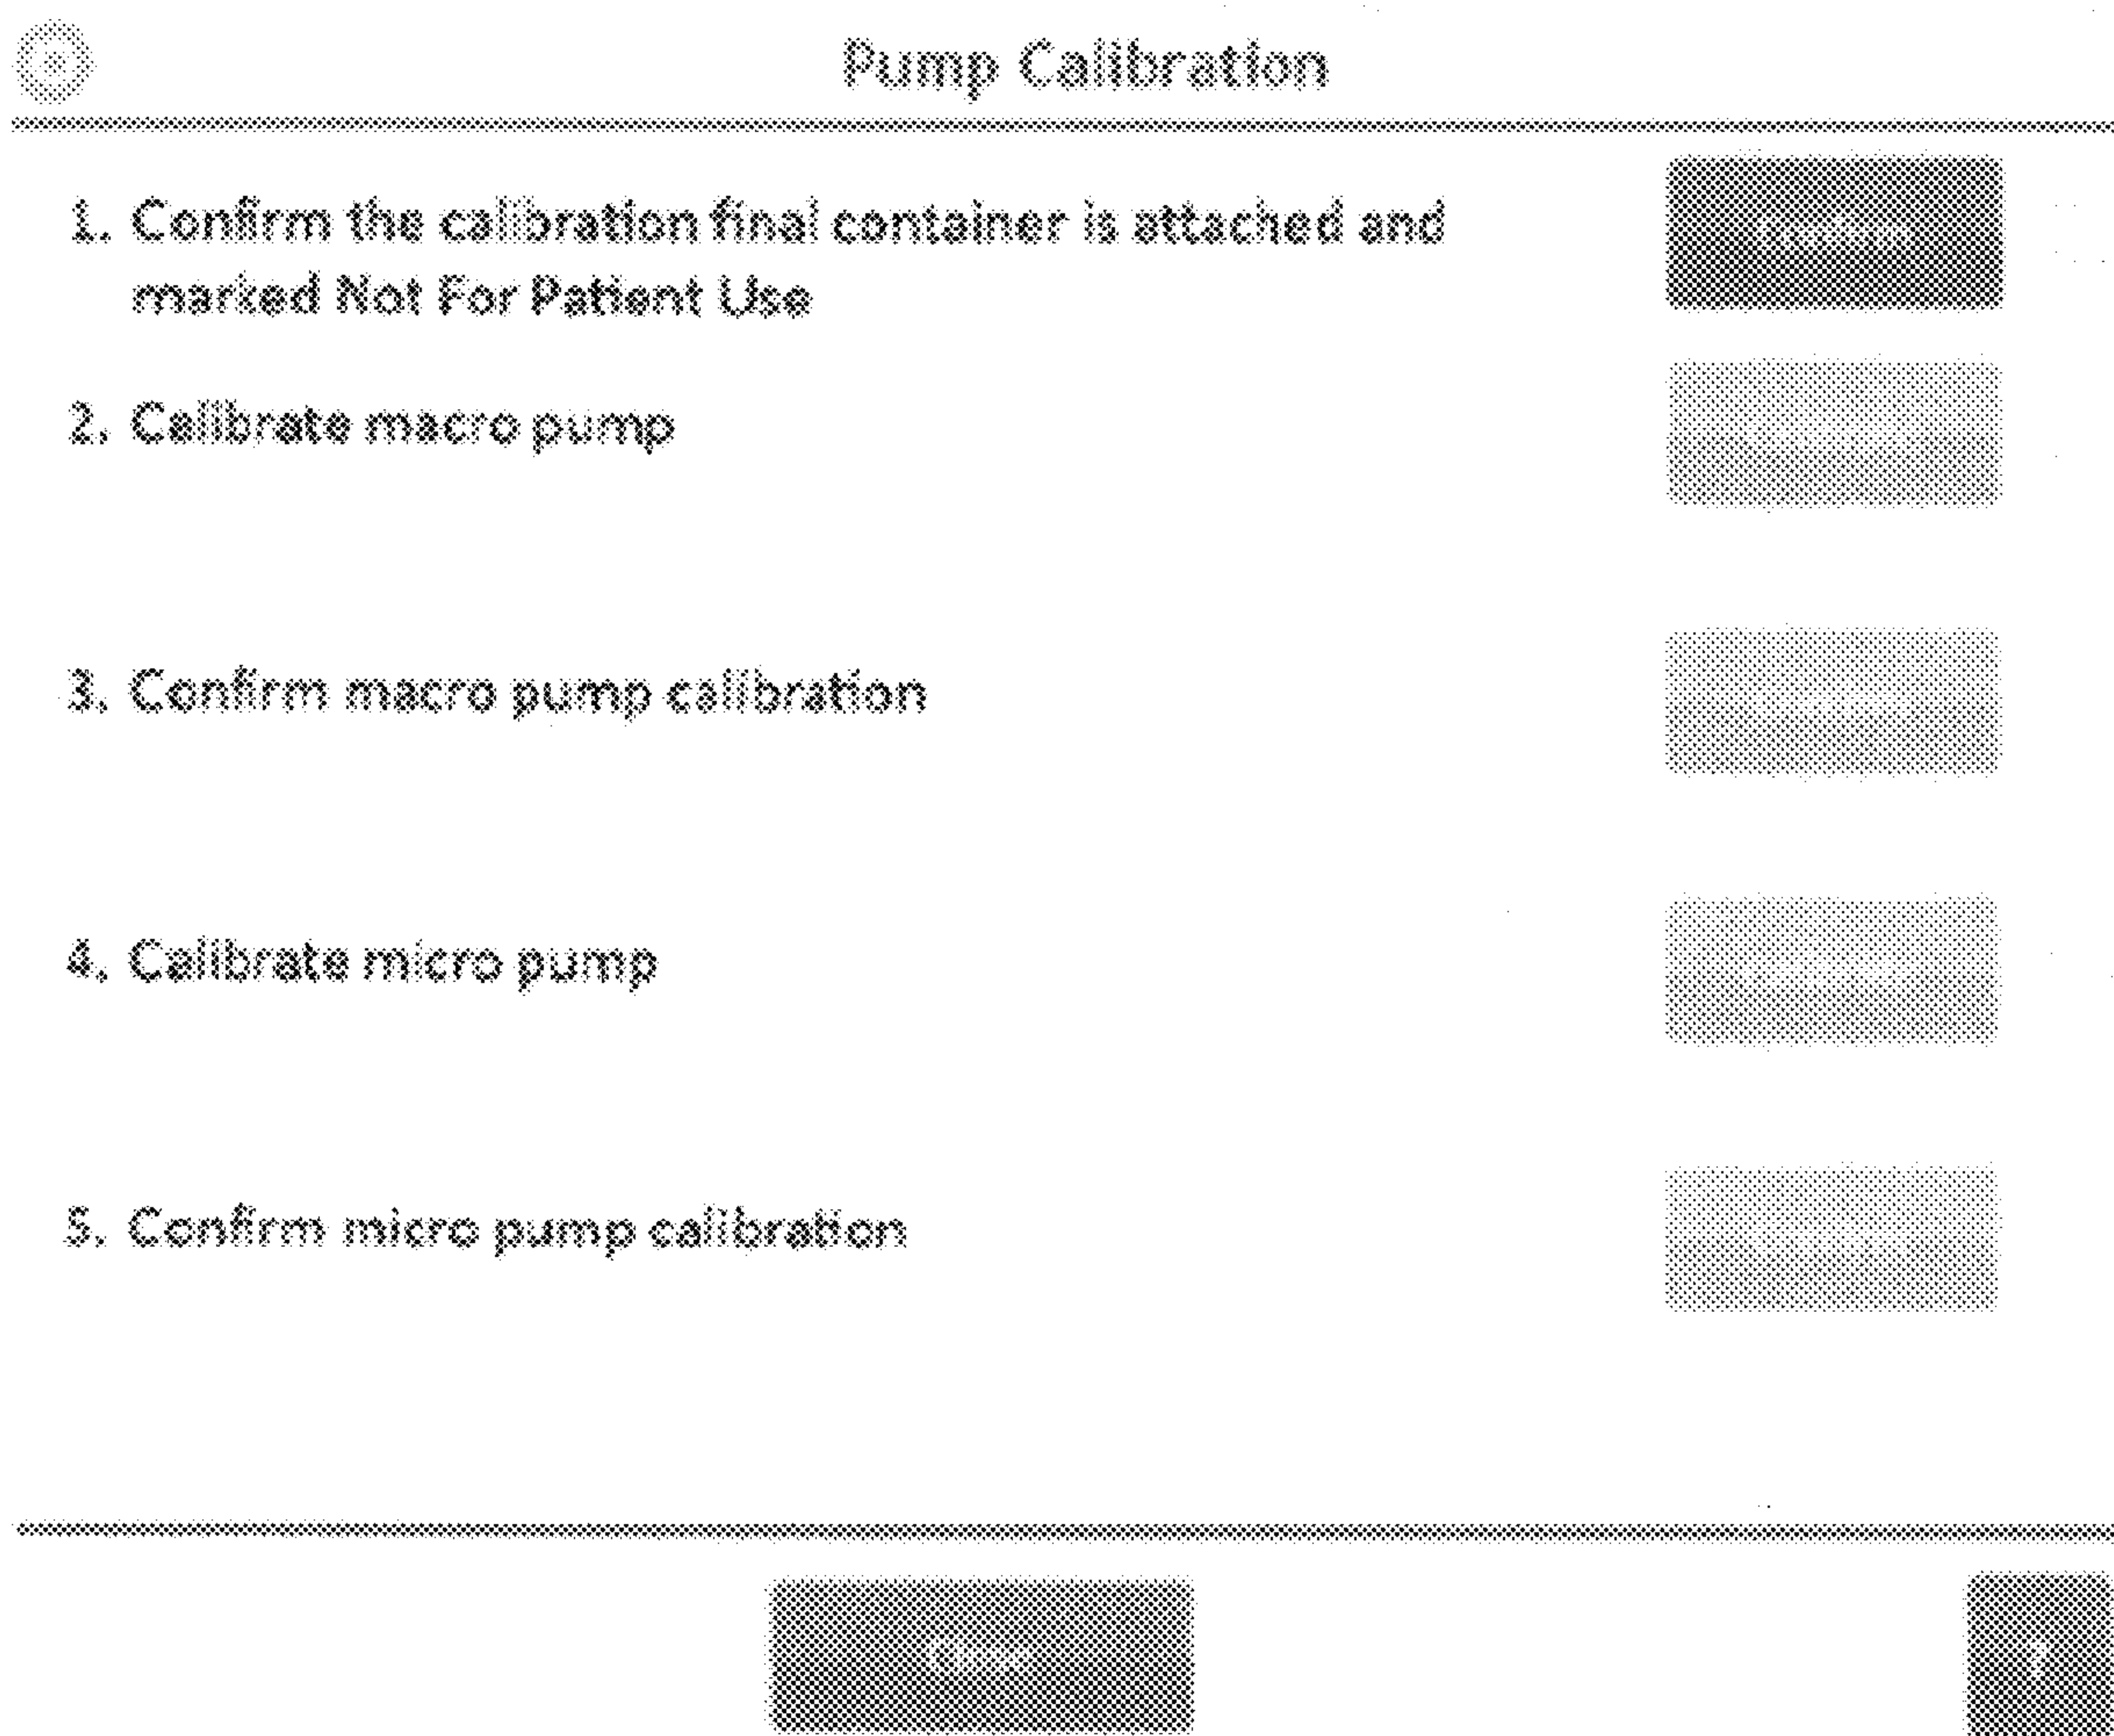 Pump Calibration
1. Confirm the calibration final container is attached and
marked Not For Patient Use
2. Calibrate macro pump
3. Confirm macro pump calibration
4. Calibrate micro pump
5. Confirm micro pump calibration
?